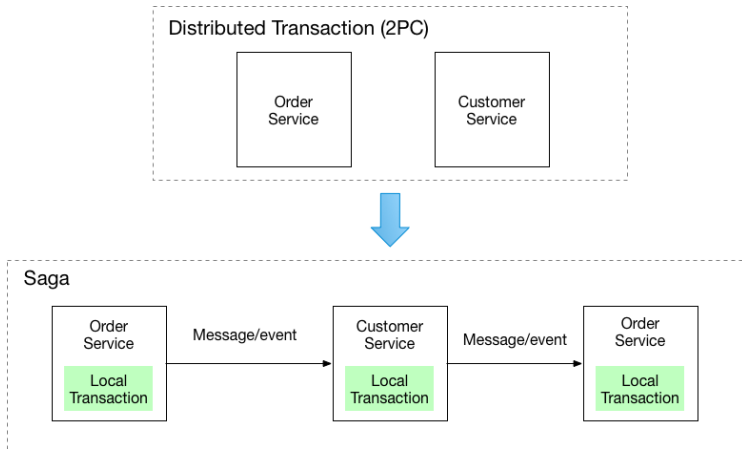 Distributed Transaction (2PC)
Order
Service
Customer
Service
Saga
Order
Service
Local
Transaction
Message/event
Customer
Service
Local
Transaction
Message/event
Order
Service
Local
Transaction